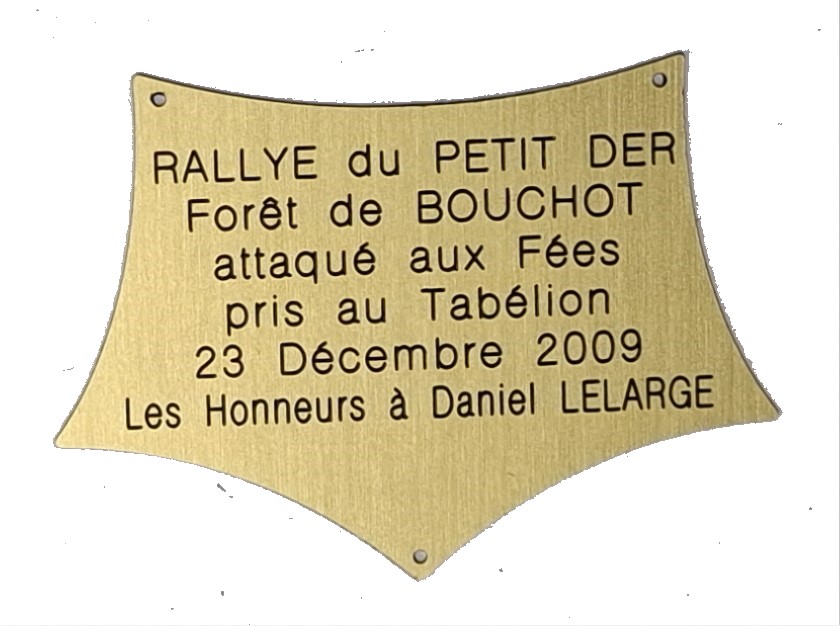 RALLYE du PETIT DER
Forêt de BOUCHOT
attaqué aux Fées
pris au Tabélion
23 Décembre 2009
Les Honneurs à Daniel LELARGE